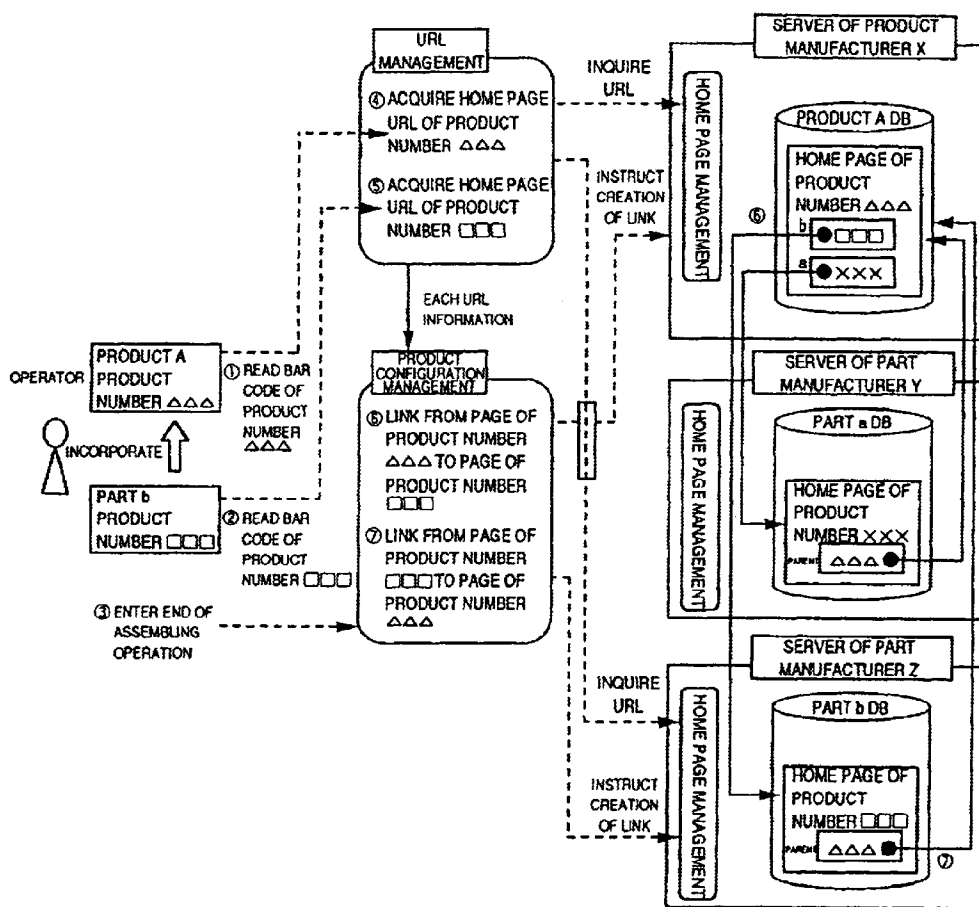 URL
MANAGEMENT
④ ACQUIRE HOME PAGE
URL OF PRODUCT
NUMBER △△△
⑤ ACQUIRE HOME PAGE
URL OF PRODUCT
NUMBER □□□
EACH URL
INFORMATION
PRODUCT
CONFIGURATION
MANAGEMENT
⑥ LINK FROM PAGE OF
PRODUCT NUMBER
△△△ TO PAGE OF
PRODUCT NUMBER
□□□
⑦ LINK FROM PAGE OF
PRODUCT NUMBER
□□□ TO PAGE OF
PRODUCT NUMBER
△△△
OPERATOR
PRODUCT A
PRODUCT
NUMBER △△△
① READ BAR
CODE OF
PRODUCT
NUMBER
△△△
INCORPORATE
PART b
PRODUCT
NUMBER □□□
② READ BAR
CODE OF
PRODUCT
NUMBER □□□
③ ENTER END OF
ASSEMBLING
OPERATION
INQUIRE
URL
INSTRUCT
CREATION
OF LINK
INQUIRE
URL
INSTRUCT
CREATION
OF LINK
SERVER OF PRODUCT
MANUFACTURER X
HOME PAGE MANAGEMENT
PRODUCT A DB
HOME PAGE OF
PRODUCT
NUMBER △△△
⑥
b
□□□
a
×××
SERVER OF PART
MANUFACTURER Y
HOME PAGE MANAGEMENT
PART a DB
HOME PAGE OF
PRODUCT
NUMBER ×××
PARENT △△△
SERVER OF PART
MANUFACTURER Z
HOME PAGE MANAGEMENT
PART b DB
HOME PAGE OF
PRODUCT
NUMBER □□□
PARENT △△△
⑦